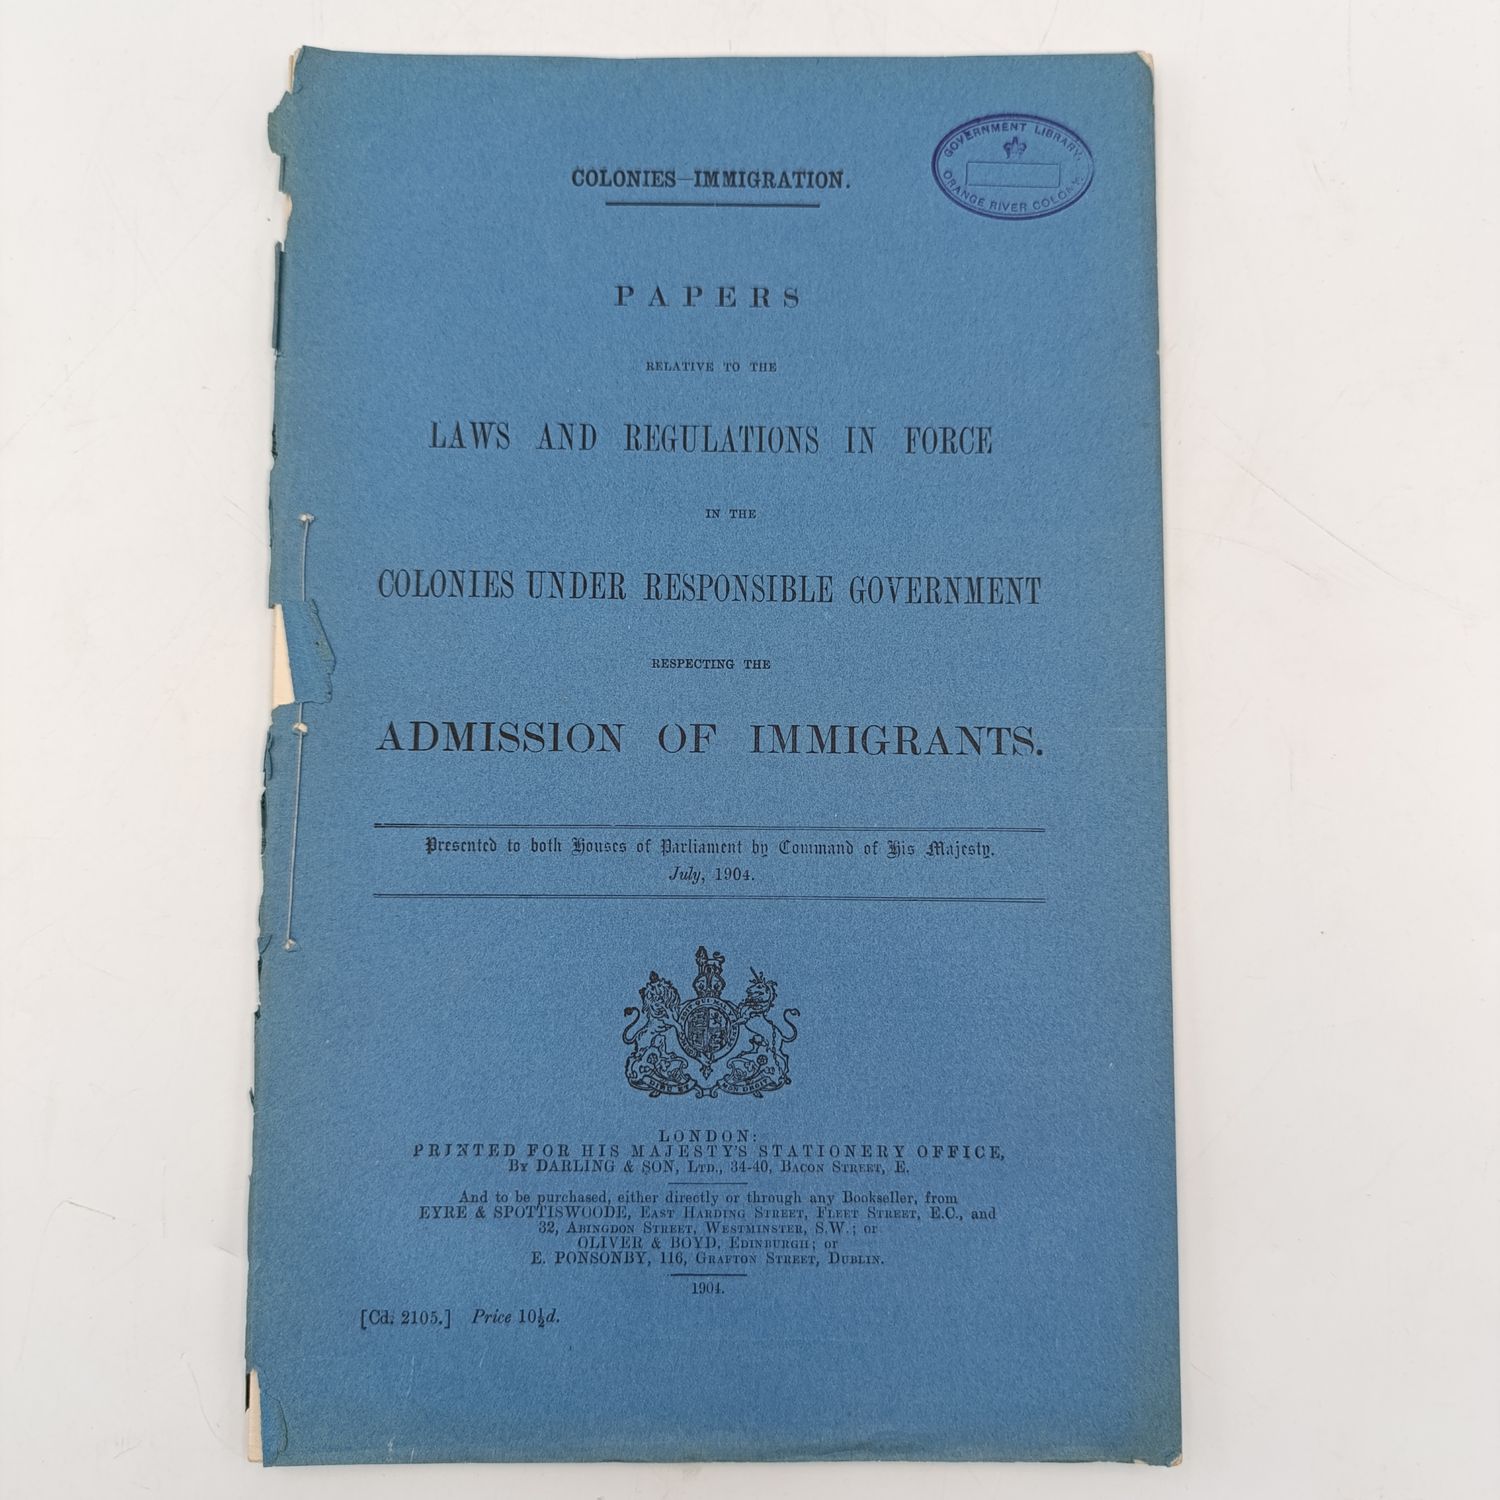 GOVERNMENT LIBRARY.
ORANGE RIVER COLONY.
COLONIES—IMMIGRATION.
PAPERS
RELATIVE TO THE
LAWS AND REGULATIONS IN FORCE
IN THE
COLONIES UNDER RESPONSIBLE GOVERNMENT
RESPECTING THE
ADMISSION OF IMMIGRANTS.
Presented to both Houses of Parliament by Command of His Majesty.
July, 1904.
DIEU ET MON DROIT
LONDON:
PRINTED FOR HIS MAJESTY'S STATIONERY OFFICE,
BY DARLING & SON, LTD., 34-40, BACON STREET, E.
And to be purchased, either directly or through any Bookseller, from
EYRE & SPOTTISWOODE, EAST HARDING STREET, FLEET STREET, E.C., and
32, ABINGDON STREET, WESTMINSTER, S.W.; or
OLIVER & BOYD, EDINBURGH; or
E. PONSONBY, 116, GRAFTON STREET, DUBLIN.
1904.
[Cd. 2105.] Price 10½d.